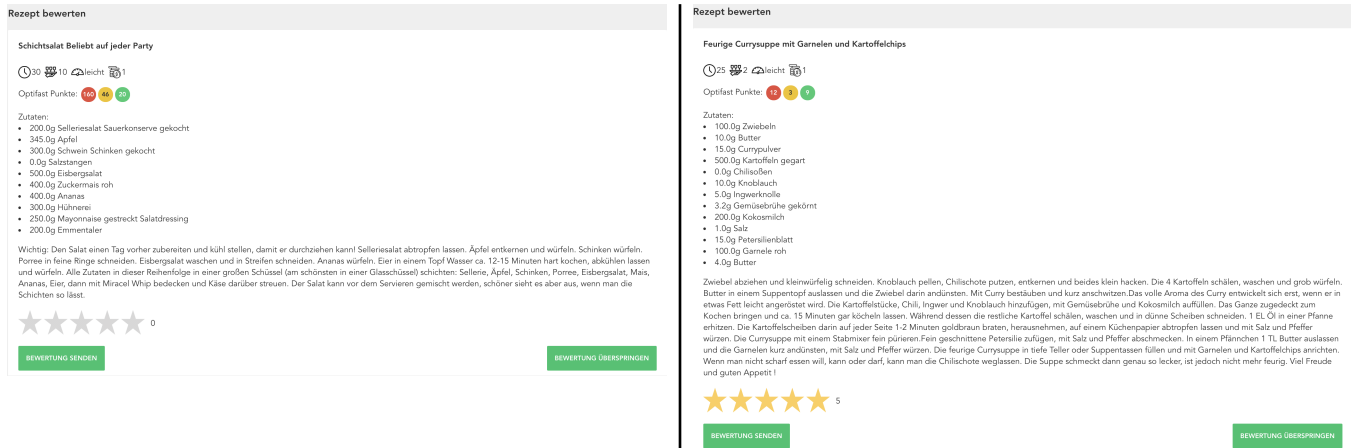 Rezept bewerten
Schichtsalat Beliebt auf jeder Party
30 10 leicht 1
Optifast Punkte: 160 46 20
Zutaten:
• 200.0g Selleriesalat Sauerkonserve gekocht
• 345.0g Apfel
• 300.0g Schwein Schinken gekocht
• 0.0g Salzstangen
• 500.0g Eisbergsalat
• 400.0g Zuckermais roh
• 400.0g Ananas
• 300.0g Hühnerei
• 250.0g Mayonnaise gestreckt Salatdressing
• 200.0g Emmentaler
Wichtig: Den Salat einen Tag vorher zubereiten und kühl stellen, damit er durchziehen kann! Selleriesalat abtropfen lassen. Äpfel entkernen und würfeln. Schinken würfeln.
Porree in feine Ringe schneiden. Eisbergsalat waschen und in Streifen schneiden. Ananas würfeln. Eier in einem Topf Wasser ca. 12-15 Minuten hart kochen, abkühlen lassen
und würfeln. Alle Zutaten in dieser Reihenfolge in einer großen Schüssel (am schönsten in einer Glasschüssel) schichten: Sellerie, Äpfel, Schinken, Porree, Eisbergsalat, Mais,
Ananas, Eier, dann mit Miracel Whip bedecken und Käse darüber streuen. Der Salat kann vor dem Servieren gemischt werden, schöner sieht es aber aus, wenn man die
Schichten so lässt.
0
BEWERTUNG SENDEN
BEWERTUNG ÜBERSPRINGEN
Rezept bewerten
Feurige Currysuppe mit Garnelen und Kartoffelchips
25 2 leicht 1
Optifast Punkte: 12 3 9
Zutaten:
• 100.0g Zwiebeln
• 10.0g Butter
• 15.0g Currypulver
• 500.0g Kartoffeln gegart
• 0.0g Chilisoßen
• 10.0g Knoblauch
• 5.0g Ingwerknolle
• 3.2g Gemüsebrühe gekörnt
• 200.0g Kokosmilch
• 1.0g Salz
• 15.0g Petersilienblatt
• 100.0g Garnele roh
• 4.0g Butter
Zwiebel abziehen und kleinwürfelig schneiden. Knoblauch pellen, Chilischote putzen, entkernen und beides klein hacken. Die 4 Kartoffeln schälen, waschen und grob würfeln.
Butter in einem Suppentopf auslassen und die Zwiebel darin andünsten. Mit Curry bestäuben und kurz anschwitzen.Das volle Aroma des Curry entwickelt sich erst, wenn er in
etwas Fett leicht angeröstet wird. Die Kartoffelstücke, Chili, Ingwer und Knoblauch hinzufügen, mit Gemüsebrühe und Kokosmilch auffüllen. Das Ganze zugedeckt zum
Kochen bringen und ca. 15 Minuten gar köcheln lassen. Während dessen die restliche Kartoffel schälen, waschen und in dünne Scheiben schneiden. 1 EL Öl in einer Pfanne
erhitzen. Die Kartoffelscheiben darin auf jeder Seite 1-2 Minuten goldbraun braten, herausnehmen, auf einem Küchenpapier abtropfen lassen und mit Salz und Pfeffer
würzen. Die Currysuppe mit einem Stabmixer fein pürieren.Fein geschnittene Petersilie zufügen, mit Salz und Pfeffer abschmecken. In einem Pfännchen 1 TL Butter auslassen
und die Garnelen kurz andünsten, mit Salz und Pfeffer würzen. Die feurige Currysuppe in tiefe Teller oder Suppentassen füllen und mit Garnelen und Kartoffelchips anrichten.
Wenn man nicht scharf essen will, kann oder darf, kann man die Chilischote weglassen. Die Suppe schmeckt dann genau so lecker, ist jedoch nicht mehr feurig. Viel Freude
und guten Appetit !
5
BEWERTUNG SENDEN
BEWERTUNG ÜBERSPRINGEN